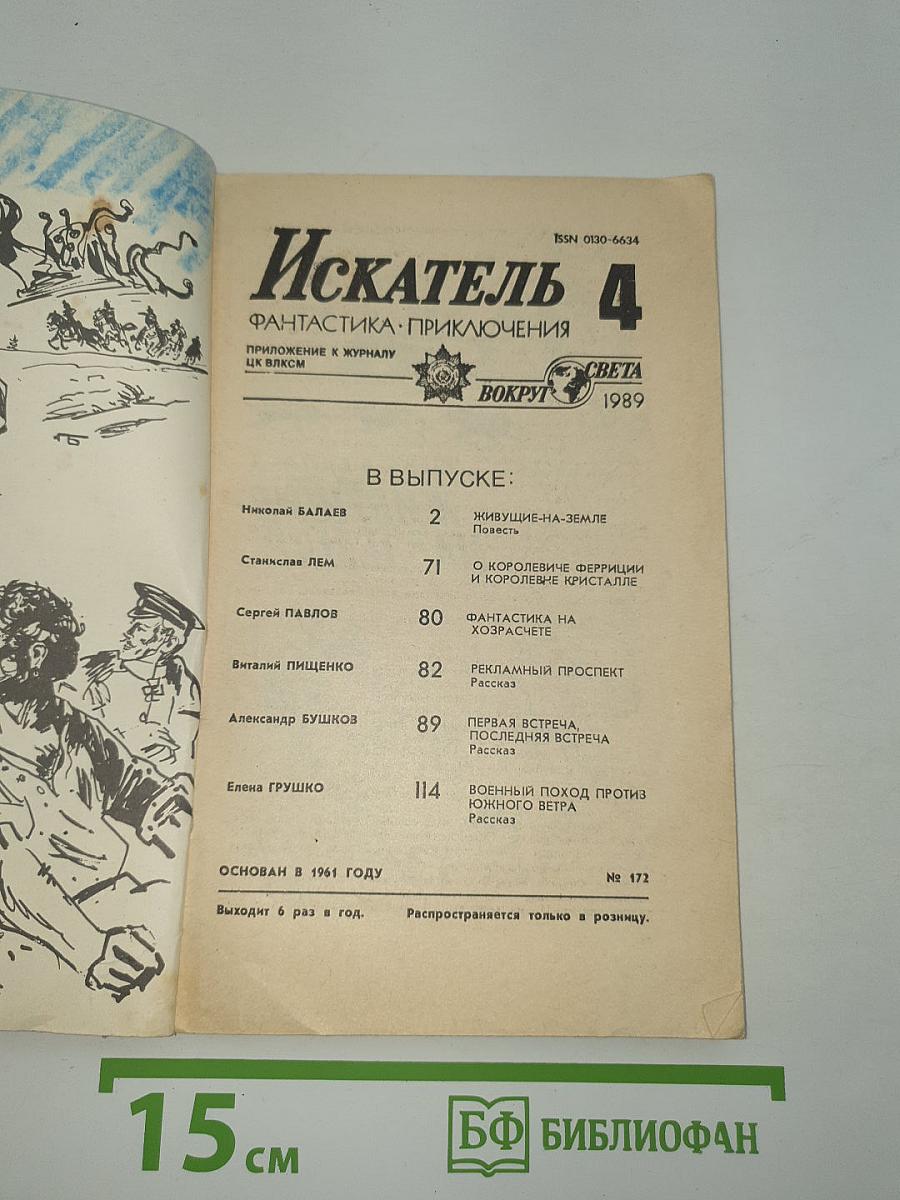 ISSN 0130-6634
ИСКАТЕЛЬ 4
ФАНТАСТИКА · ПРИКЛЮЧЕНИЯ
ПРИЛОЖЕНИЕ К ЖУРНАЛУ
ЦК ВЛКСМ
ВОКРУГ СВЕТА
1989
В ВЫПУСКЕ:
Николай БАЛАЕВ 2 ЖИВУЩИЕ-НА-ЗЕМЛЕ
Повесть
Станислав ЛЕМ 71 О КОРОЛЕВИЧЕ ФЕРРИЦИИ
И КОРОЛЕВНЕ КРИСТАЛЛЕ
Сергей ПАВЛОВ 80 ФАНТАСТИКА НА
ХОЗРАСЧЕТЕ
Виталий ПИЩЕНКО 82 РЕКЛАМНЫЙ ПРОСПЕКТ
Рассказ
Александр БУШКОВ 89 ПЕРВАЯ ВСТРЕЧА,
ПОСЛЕДНЯЯ ВСТРЕЧА
Рассказ
Елена ГРУШКО 114 ВОЕННЫЙ ПОХОД ПРОТИВ
ЮЖНОГО ВЕТРА
Рассказ
ОСНОВАН В 1961 ГОДУ № 172
Выходит 6 раз в год. Распространяется только в розницу.
15 см БФ БИБЛИОФАН